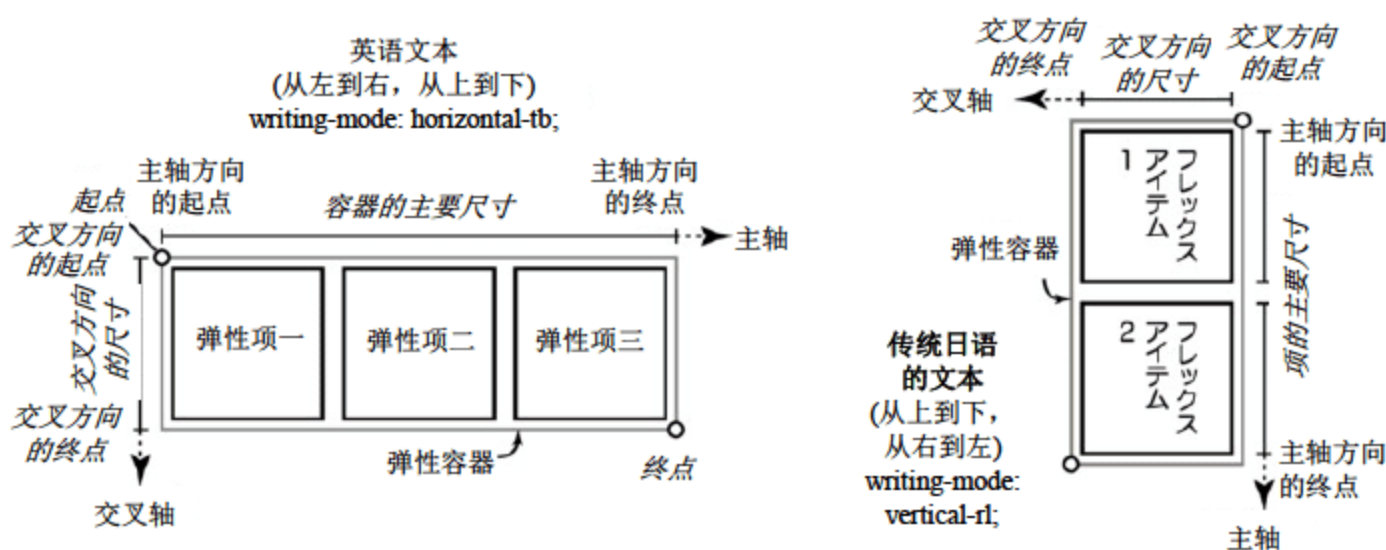 英语文本
(从左到右，从上到下)
writing-mode: horizontal-tb;
主轴方向
的起点
容器的主要尺寸
主轴方向
的终点
主轴
起点
交叉方向
的起点
交叉方向
的尺寸
交叉方向
的终点
交叉轴
弹性项一
弹性项二
弹性项三
弹性容器
终点
交叉方向
的终点
交叉方向
的尺寸
交叉方向
的起点
交叉轴
主轴方向
的起点
フレックス
アイテム
1
弹性容器
项的主要尺寸
フレックス
アイテム
2
传统日语
的文本
(从上到下，
从右到左)
writing-mode:
vertical-rl;
主轴方向
的终点
主轴